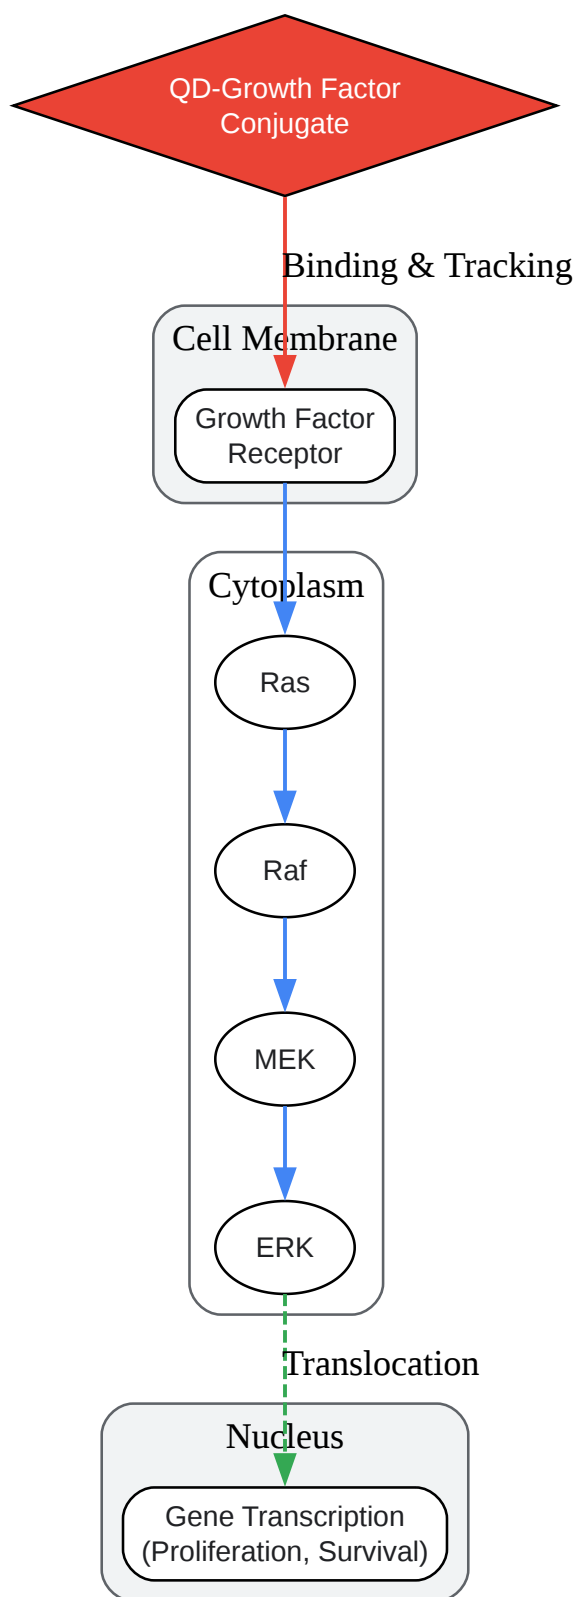 QD-Growth Factor
Conjugate
Binding & Tracking
Cell Membrane
Growth Factor
Receptor
Cytoplasm
Ras
Raf
MEK
ERK
Translocation
Nucleus
Gene Transcription
(Proliferation, Survival)